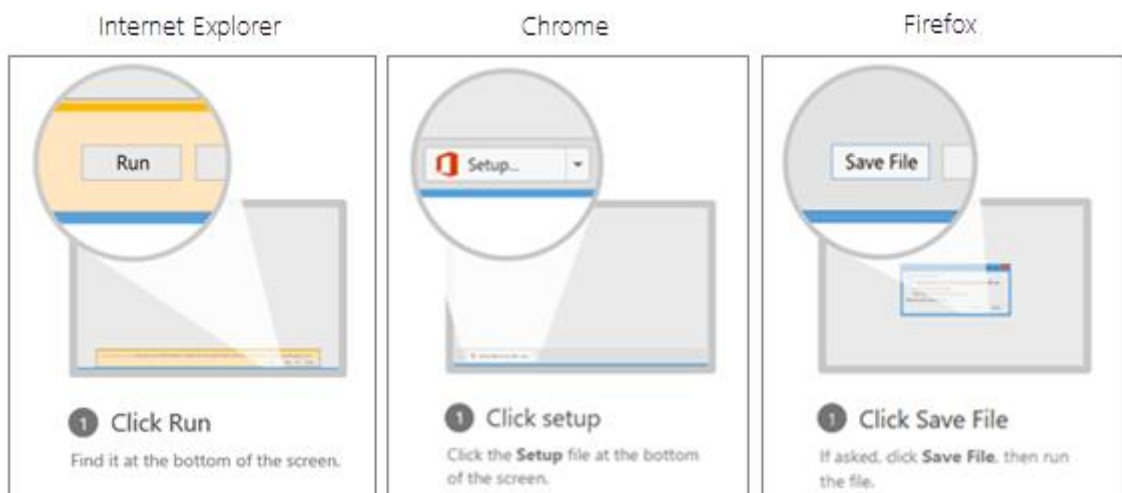 Internet Explorer
Run
1 Click Run
Find it at the bottom of the screen.
Chrome
Setup...
1 Click setup
Click the Setup file at the bottom
of the screen.
Firefox
Save File
1 Click Save File
If asked, click Save File, then run
the file.